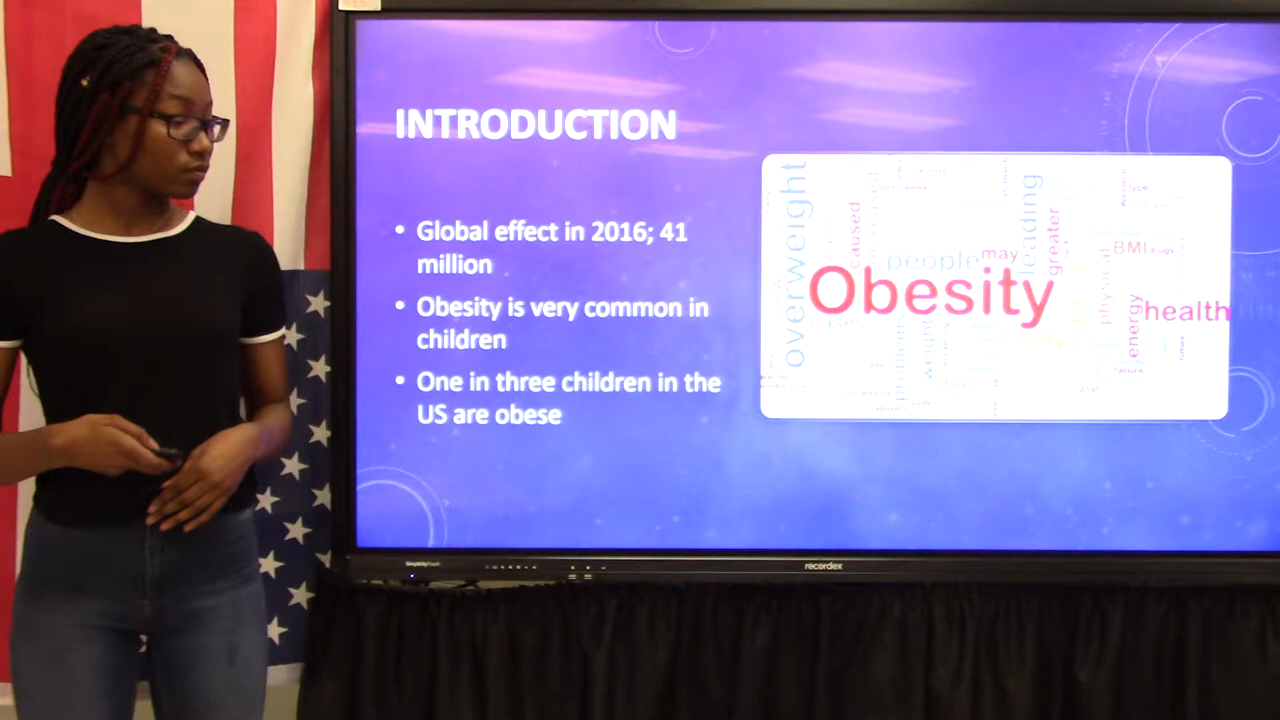 INTRODUCTION
• Global effect in 2016; 41
million
• Obesity is very common in
children
• One in three children in the
US are obese
overweight
caused
people
may
leading
greater
Obesity
physical
BMI
energy
health
problems
weight
recordex